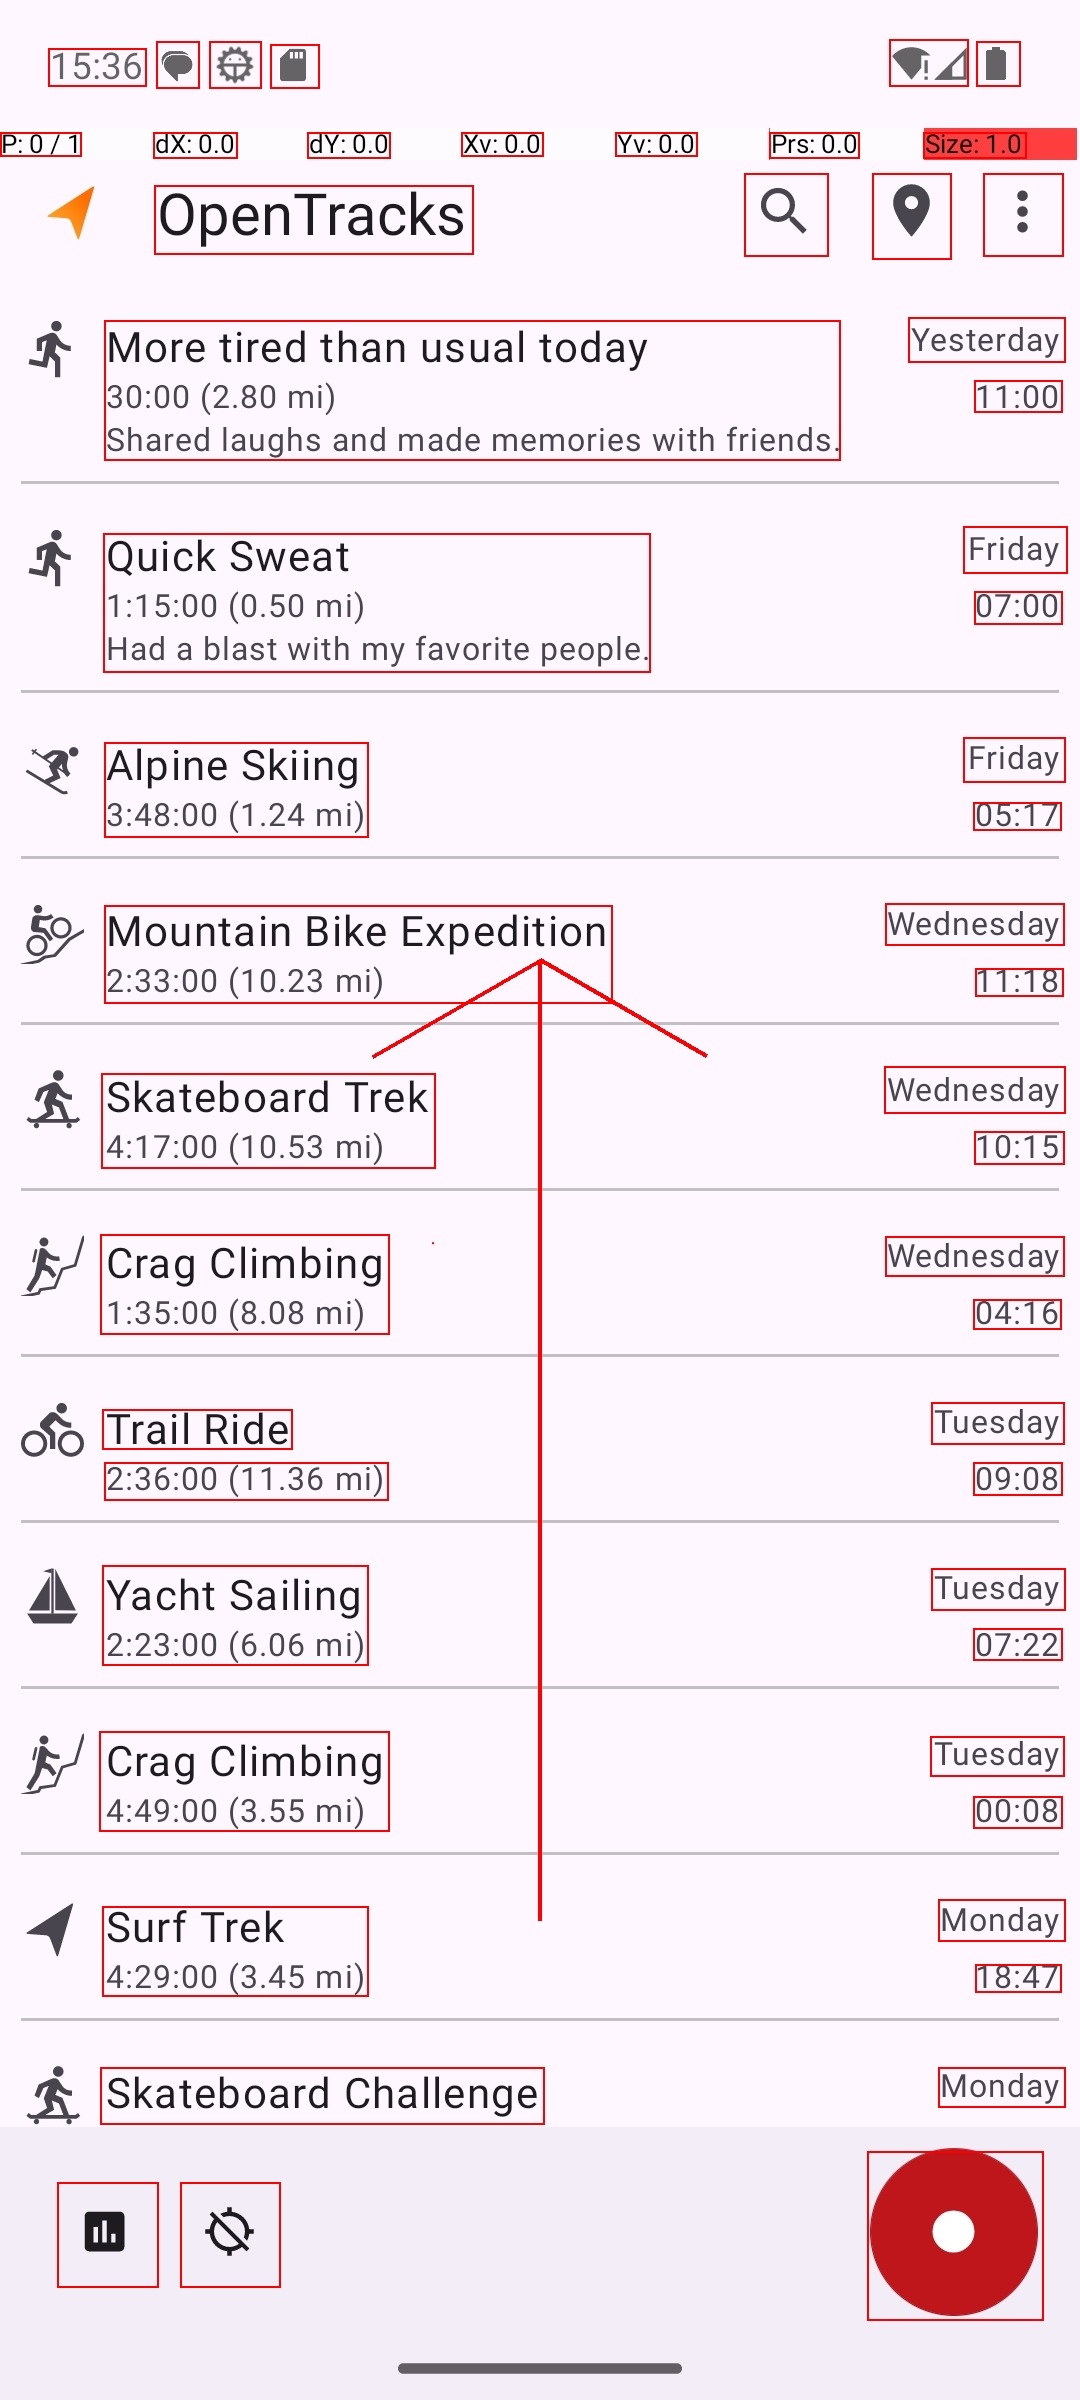 15:36
P: 0 / 1 dX: 0.0 dY: 0.0 Xv: 0.0 Yv: 0.0 Prs: 0.0 Size: 1.0
OpenTracks
More tired than usual today Yesterday
30:00 (2.80 mi) 11:00
Shared laughs and made memories with friends.
Quick Sweat Friday
1:15:00 (0.50 mi) 07:00
Had a blast with my favorite people.
Alpine Skiing Friday
3:48:00 (1.24 mi) 05:17
Mountain Bike Expedition Wednesday
2:33:00 (10.23 mi) 11:18
Skateboard Trek Wednesday
4:17:00 (10.53 mi) 10:15
Crag Climbing Wednesday
1:35:00 (8.08 mi) 04:16
Trail Ride Tuesday
2:36:00 (11.36 mi) 09:08
Yacht Sailing Tuesday
2:23:00 (6.06 mi) 07:22
Crag Climbing Tuesday
4:49:00 (3.55 mi) 00:08
Surf Trek Monday
4:29:00 (3.45 mi) 18:47
Skateboard Challenge Monday